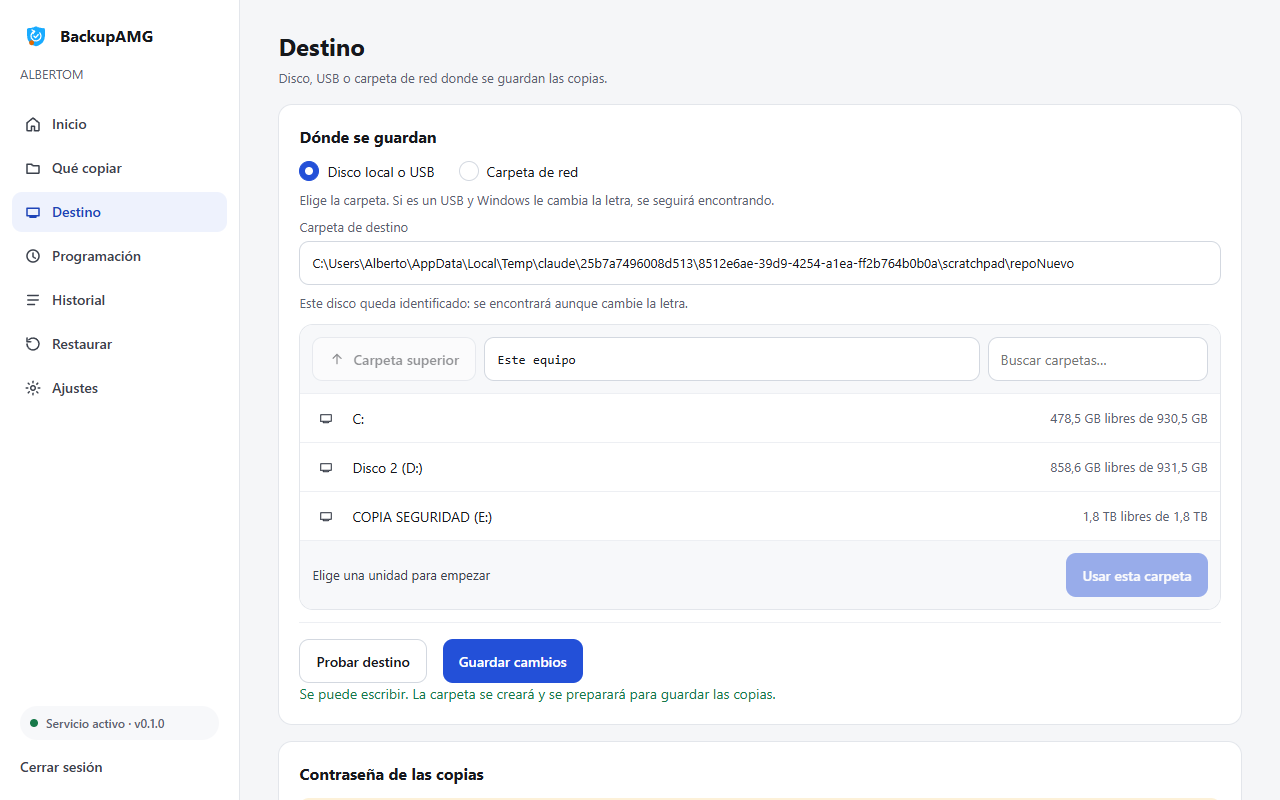 BackupAMG
ALBERTOM
Inicio
Qué copiar
Destino
Programación
Historial
Restaurar
Ajustes
Servicio activo · v0.1.0
Cerrar sesión
Destino
Disco, USB o carpeta de red donde se guardan las copias.
Dónde se guardan
Disco local o USB
Carpeta de red
Elige la carpeta. Si es un USB y Windows le cambia la letra, se seguirá encontrando.
Carpeta de destino
C:\Users\Alberto\AppData\Local\Temp\claude\25b7a7496008d513\8512e6ae-39d9-4254-a1ea-ff2b764b0b0a\scratchpad\repoNuevo
Este disco queda identificado: se encontrará aunque cambie la letra.
Carpeta superior
Este equipo
Buscar carpetas...
C:
478,5 GB libres de 930,5 GB
Disco 2 (D:)
858,6 GB libres de 931,5 GB
COPIA SEGURIDAD (E:)
1,8 TB libres de 1,8 TB
Elige una unidad para empezar
Usar esta carpeta
Probar destino
Guardar cambios
Se puede escribir. La carpeta se creará y se preparará para guardar las copias.
Contraseña de las copias